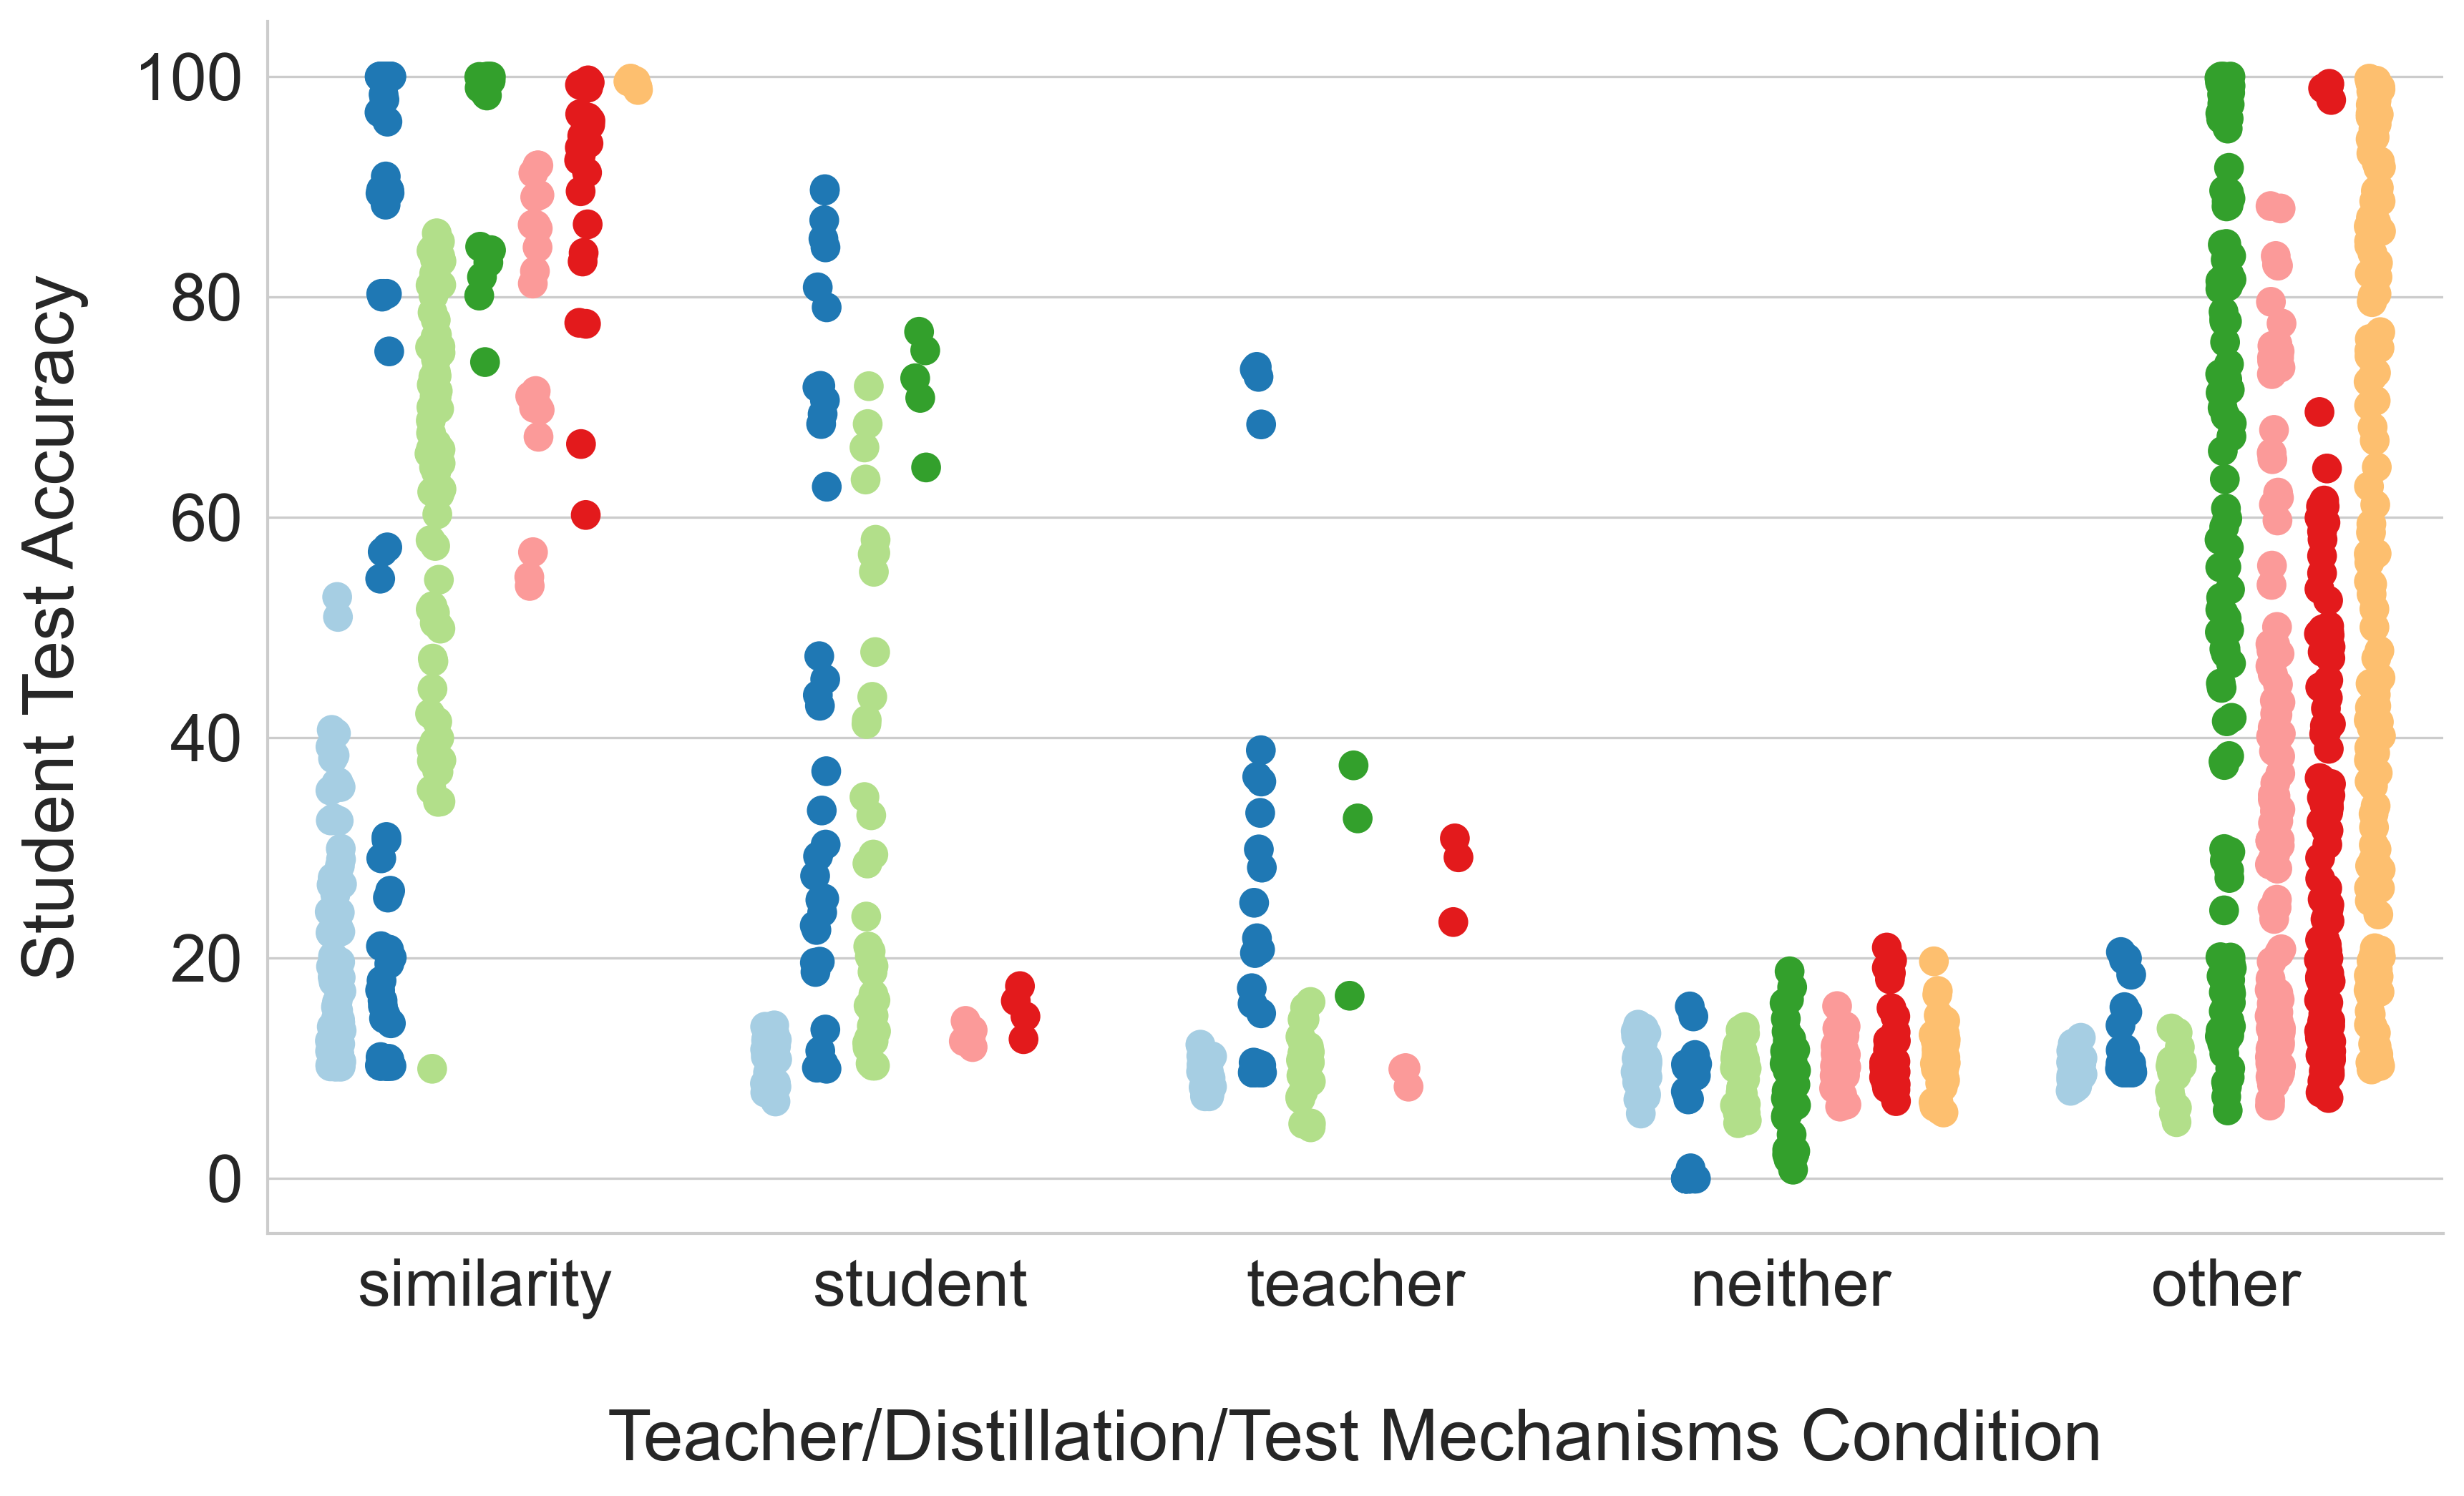 Student Test Accuracy
100
80
60
40
20
0
similarity student teacher neither other
Teacher/Distillation/Test Mechanisms Condition